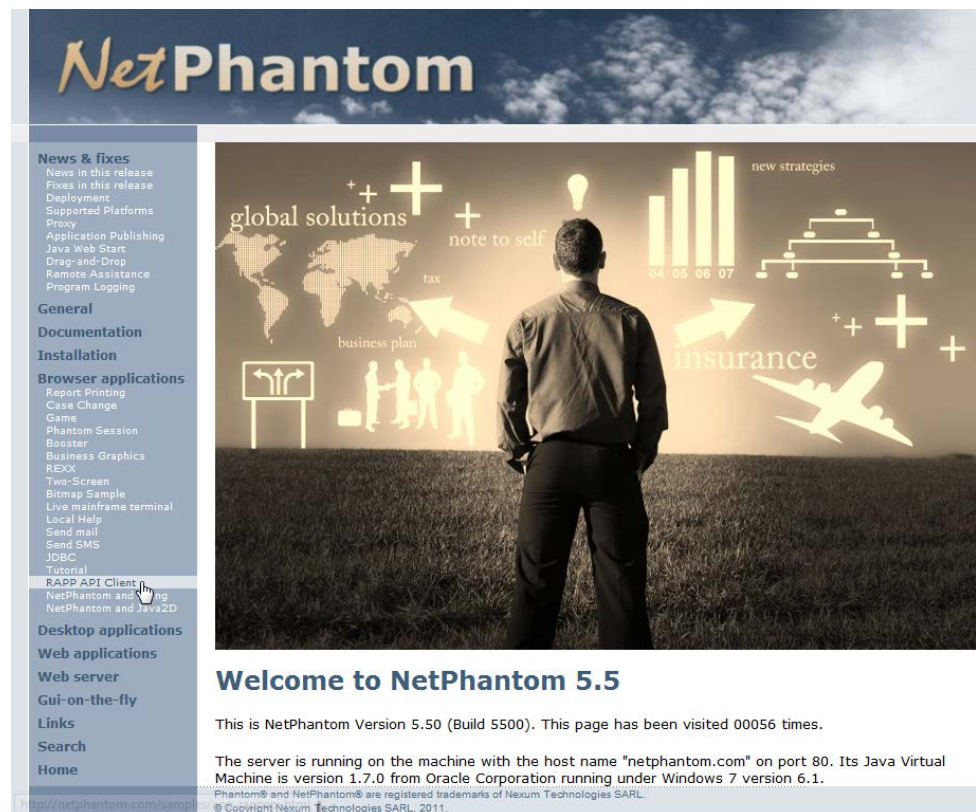 NetPhantom
News & fixes
News in this release
Fixes in this release
Deployment
Supported Platforms
Proxy
Application Publishing
Java Web Start
Drag-and-Drop
Remote Assistance
Program Logging
General
Documentation
Installation
Browser applications
Report Printing
Case Change
Game
Phantom Session
Booster
Business Graphics
REXX
Two-Screen
Bitmap Sample
Live mainframe terminal
Local Help
Send mail
Send SMS
JDBC
Tutorial
RAPP API Client
NetPhantom and
NetPhantom and Java2D
Desktop applications
Web applications
Web server
Gui-on-the-fly
Links
Search
Home
global solutions
note to self
new strategies
04 05 06 07
tax
business plan
insurance
Welcome to NetPhantom 5.5
This is NetPhantom Version 5.50 (Build 5500). This page has been visited 00056 times.
The server is running on the machine with the host name "netphantom.com" on port 80. Its Java Virtual
Machine is version 1.7.0 from Oracle Corporation running under Windows 7 version 6.1.
Phantom® and NetPhantom® are registered trademarks of Nexum Technologies SARL.
© Copyright Nexum Technologies SARL, 2011.